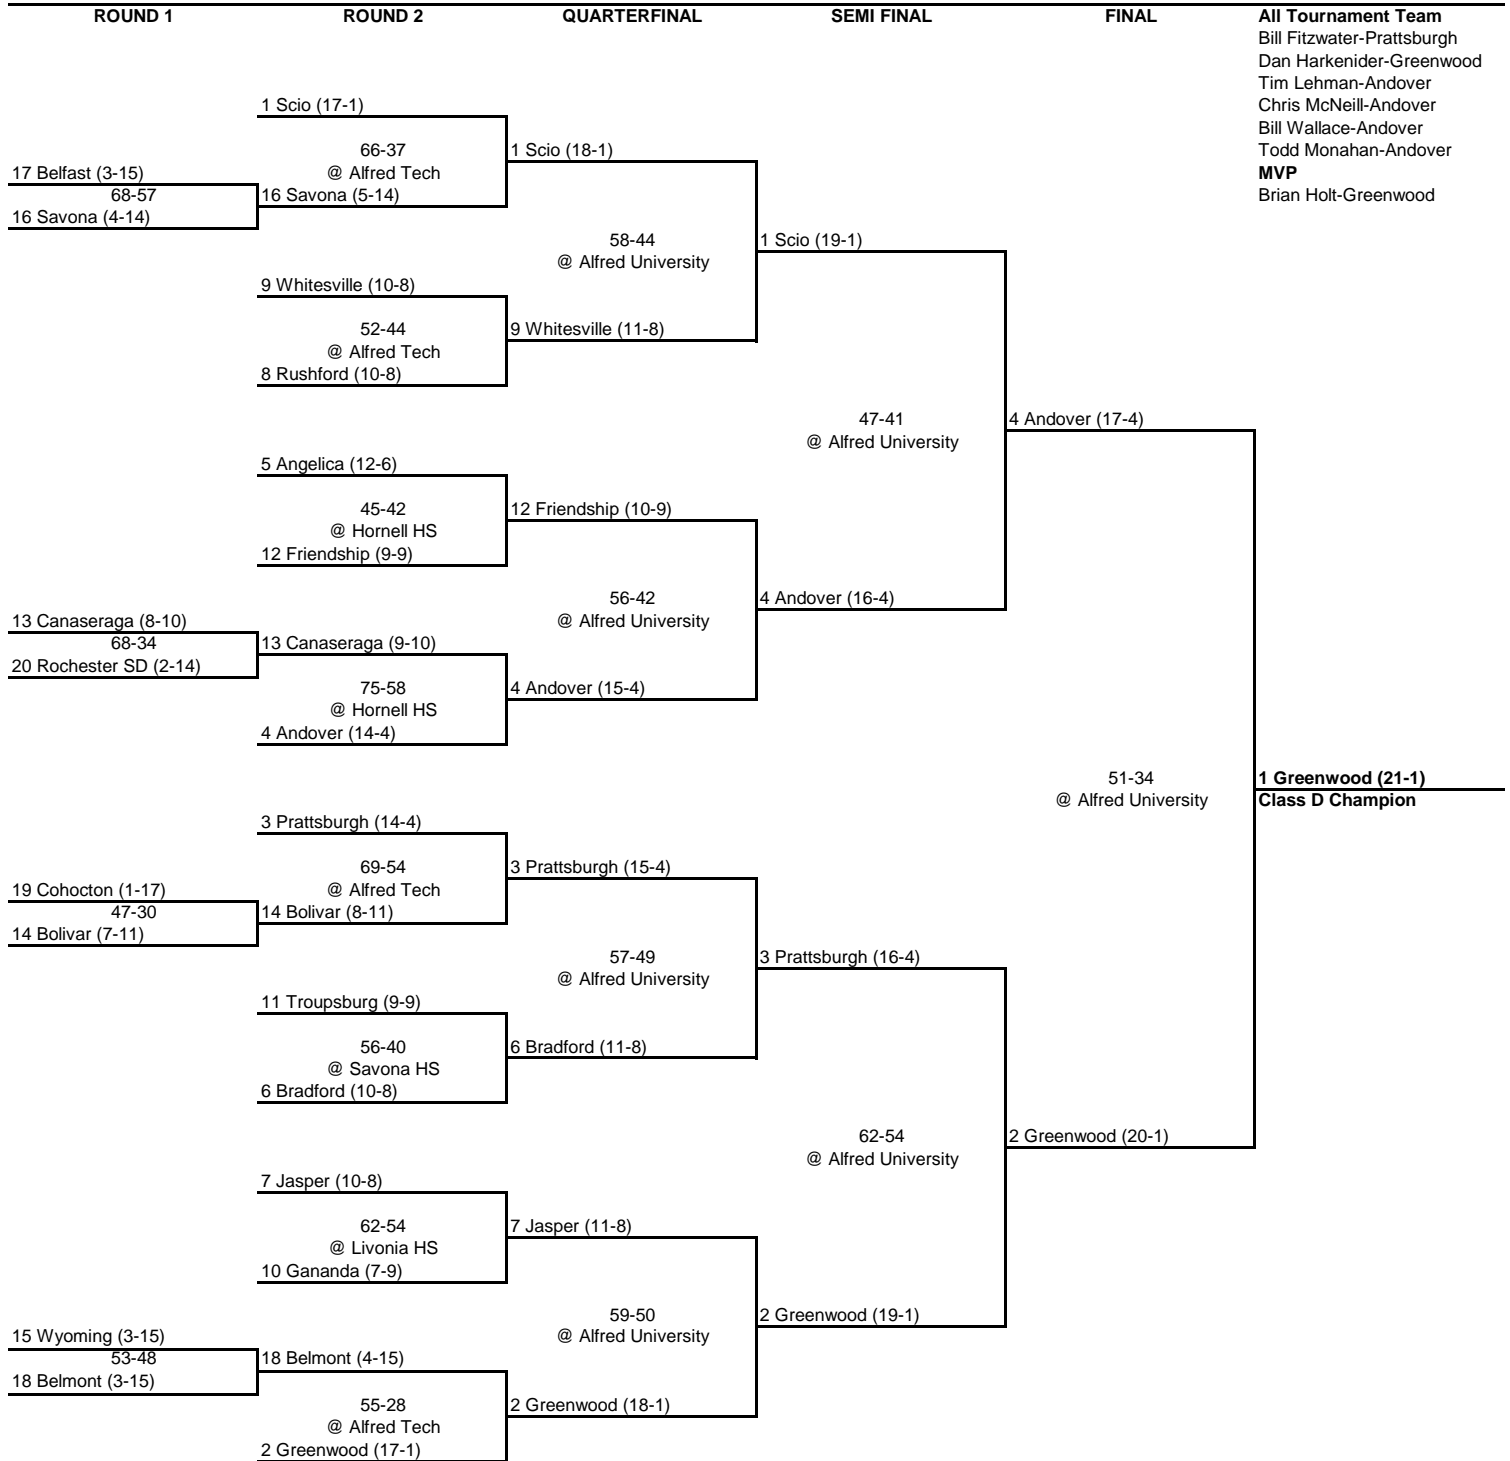 ROUND 1 ROUND 2 QUARTERFINAL SEMI FINAL FINAL All Tournament Team
Bill Fitzwater-Prattsburgh
Dan Harkenider-Greenwood
Tim Lehman-Andover
Chris McNeill-Andover
Bill Wallace-Andover
Todd Monahan-Andover
MVP
Brian Holt-Greenwood
1 Scio (17-1)
66-37
@ Alfred Tech
1 Scio (18-1)
17 Belfast (3-15)
68-57
16 Savona (4-14)
16 Savona (5-14)
58-44
@ Alfred University
1 Scio (19-1)
9 Whitesville (10-8)
52-44
@ Alfred Tech
9 Whitesville (11-8)
8 Rushford (10-8)
47-41
@ Alfred University
4 Andover (17-4)
5 Angelica (12-6)
45-42
@ Hornell HS
12 Friendship (10-9)
12 Friendship (9-9)
56-42
@ Alfred University
4 Andover (16-4)
13 Canaseraga (8-10)
68-34
20 Rochester SD (2-14)
13 Canaseraga (9-10)
75-58
@ Hornell HS
4 Andover (15-4)
4 Andover (14-4)
51-34
@ Alfred University
1 Greenwood (21-1)
Class D Champion
3 Prattsburgh (14-4)
69-54
@ Alfred Tech
3 Prattsburgh (15-4)
19 Cohocton (1-17)
47-30
14 Bolivar (7-11)
14 Bolivar (8-11)
57-49
@ Alfred University
3 Prattsburgh (16-4)
11 Troupsburg (9-9)
56-40
@ Savona HS
6 Bradford (11-8)
6 Bradford (10-8)
62-54
@ Alfred University
2 Greenwood (20-1)
7 Jasper (10-8)
62-54
@ Livonia HS
7 Jasper (11-8)
10 Gananda (7-9)
59-50
@ Alfred University
2 Greenwood (19-1)
15 Wyoming (3-15)
53-48
18 Belmont (3-15)
18 Belmont (4-15)
55-28
@ Alfred Tech
2 Greenwood (18-1)
2 Greenwood (17-1)